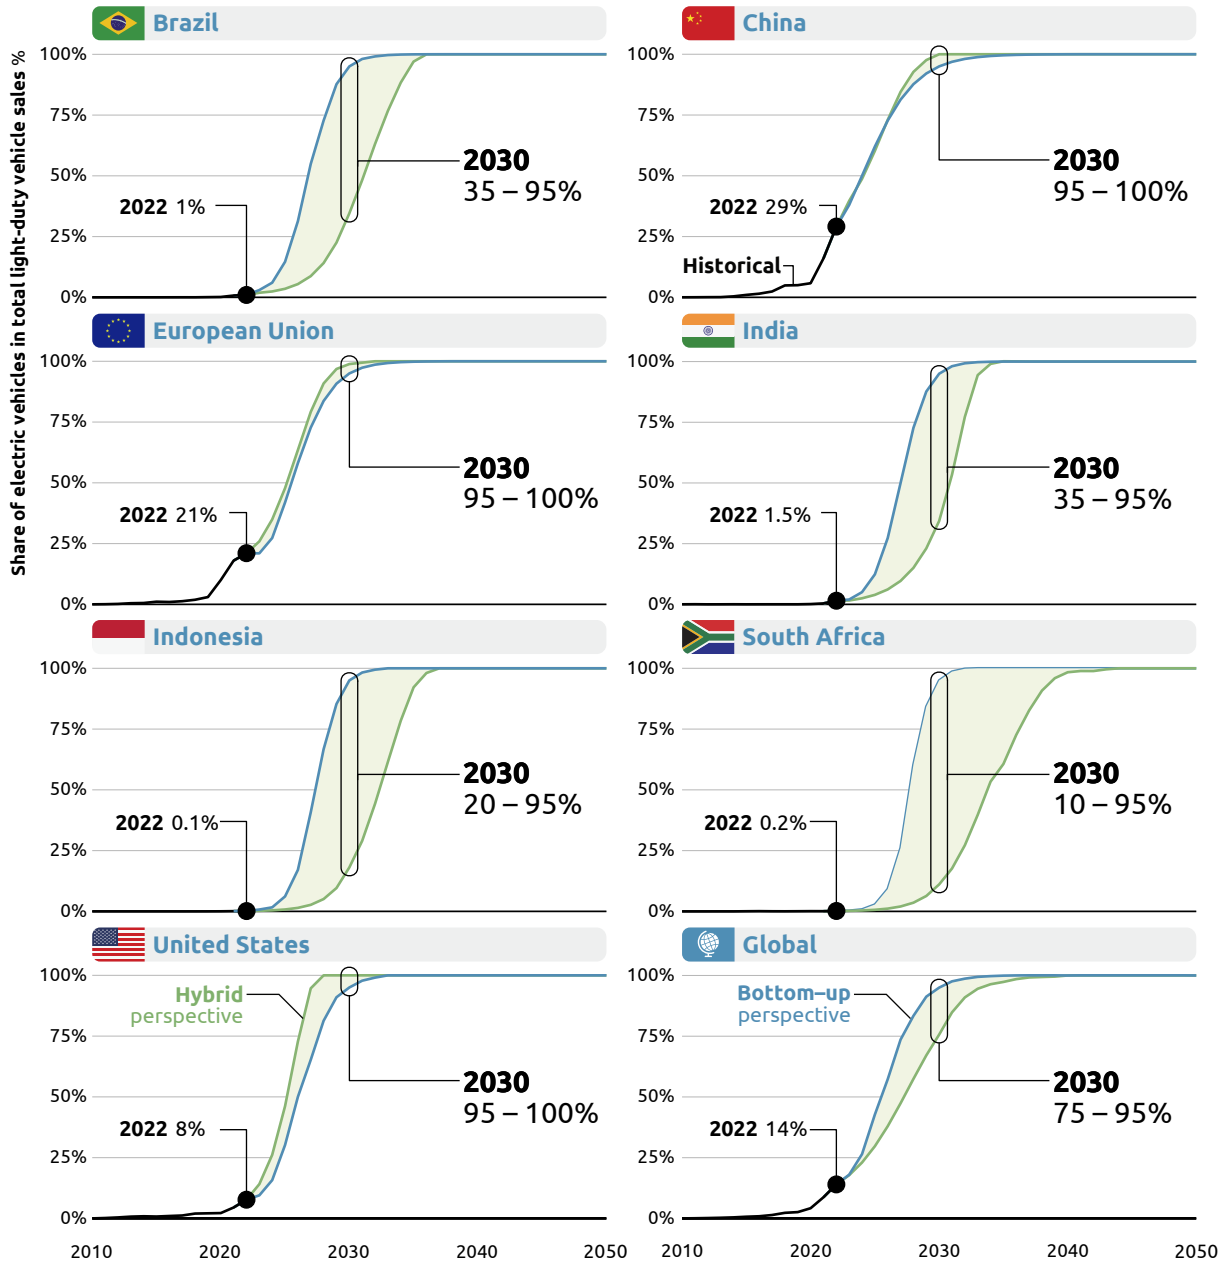 Share of electric vehicles in total light-duty vehicle sales %
Brazil
100%
75%
50%
25%
0%
2022 1%
2030
35 – 95%
China
100%
75%
50%
25%
0%
2022 29%
Historical
2030
95 – 100%
European Union
100%
75%
50%
25%
0%
2022 21%
2030
95 – 100%
India
100%
75%
50%
25%
0%
2022 1.5%
2030
35 – 95%
Indonesia
100%
75%
50%
25%
0%
2022 0.1%
2030
20 – 95%
South Africa
100%
75%
50%
25%
0%
2022 0.2%
2030
10 – 95%
United States
100%
75%
50%
25%
0%
Hybrid
perspective
2022 8%
2030
95 – 100%
2010 2020 2030 2040 2050
Global
100%
75%
50%
25%
0%
Bottom–up
perspective
2022 14%
2030
75 – 95%
2010 2020 2030 2040 2050